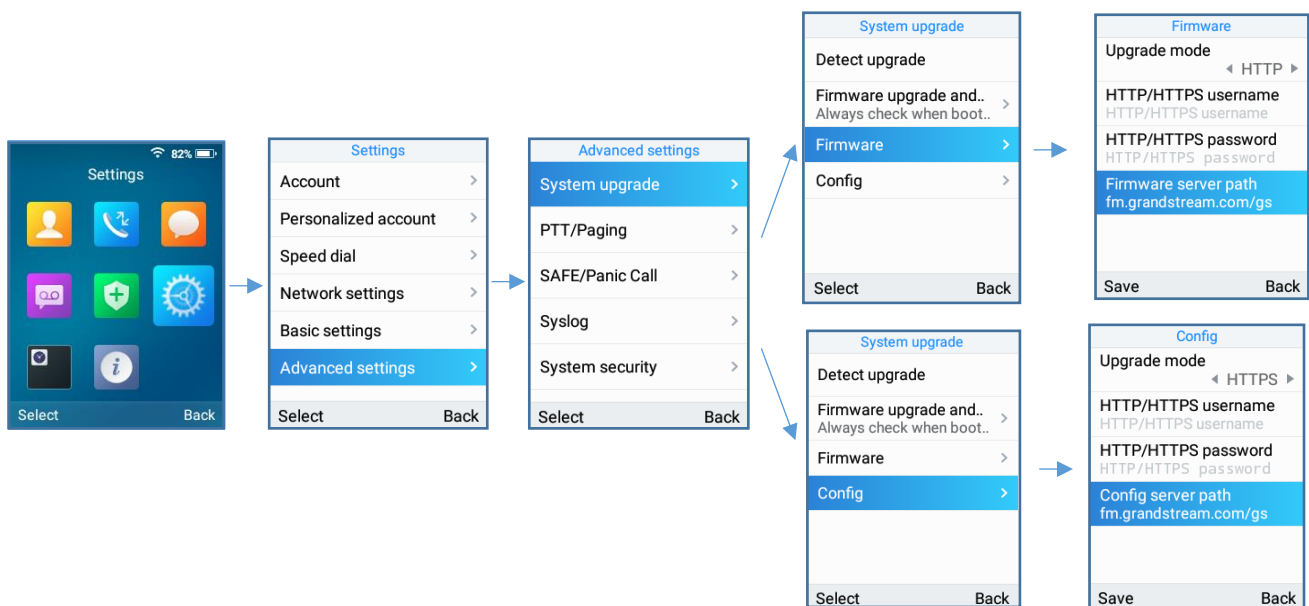 82%
Settings
Select Back
Settings
Account
Personalized account
Speed dial
Network settings
Basic settings
Advanced settings
Select Back
Advanced settings
System upgrade
PTT/Paging
SAFE/Panic Call
Syslog
System security
Select Back
System upgrade
Detect upgrade
Firmware upgrade and..
Always check when boot..
Firmware
Config
Select Back
Firmware
Upgrade mode
HTTP
HTTP/HTTPS username
HTTP/HTTPS username
HTTP/HTTPS password
HTTP/HTTPS password
Firmware server path
fm.grandstream.com/gs
Save Back
System upgrade
Detect upgrade
Firmware upgrade and..
Always check when boot..
Firmware
Config
Select Back
Config
Upgrade mode
HTTPS
HTTP/HTTPS username
HTTP/HTTPS username
HTTP/HTTPS password
HTTP/HTTPS password
Config server path
fm.grandstream.com/gs
Save Back